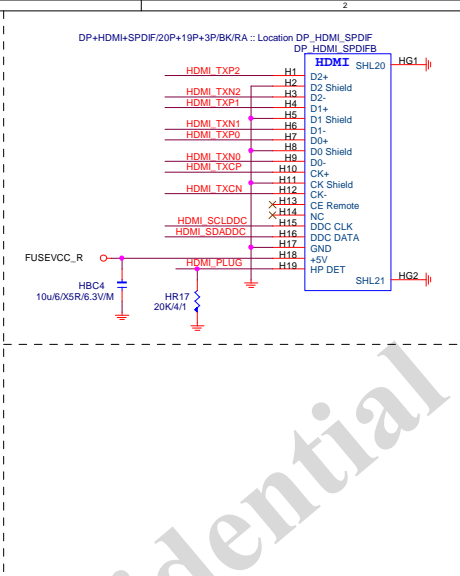 2
DP+HDMI+SPDIF/20P+19P+3P/BK/RA :: Location DP_HDMI_SPDIF
DP_HDMI_SPDIFB
HDMI SHL20 HG1
HDMI_TXP2 H1 D2+
H2 D2 Shield
HDMI_TXN2 H3 D2-
HDMI_TXP1 H4 D1+
H5 D1 Shield
HDMI_TXN1 H6 D1-
HDMI_TXP0 H7 D0+
H8 D0 Shield
HDMI_TXN0 H9 D0-
HDMI_TXCP H10 CK+
H11 CK Shield
HDMI_TXCN H12 CK-
H13 CE Remote
H14 NC
HDMI_SCLDDC H15 DDC CLK
HDMI_SDADDC H16 DDC DATA
H17 GND
FUSEVCC_R H18 +5V
HDMI_PLUG H19 HP DET
SHL21 HG2
HBC4
10u/6/X5R/6.3V/M
HR17
20K/4/1
idential